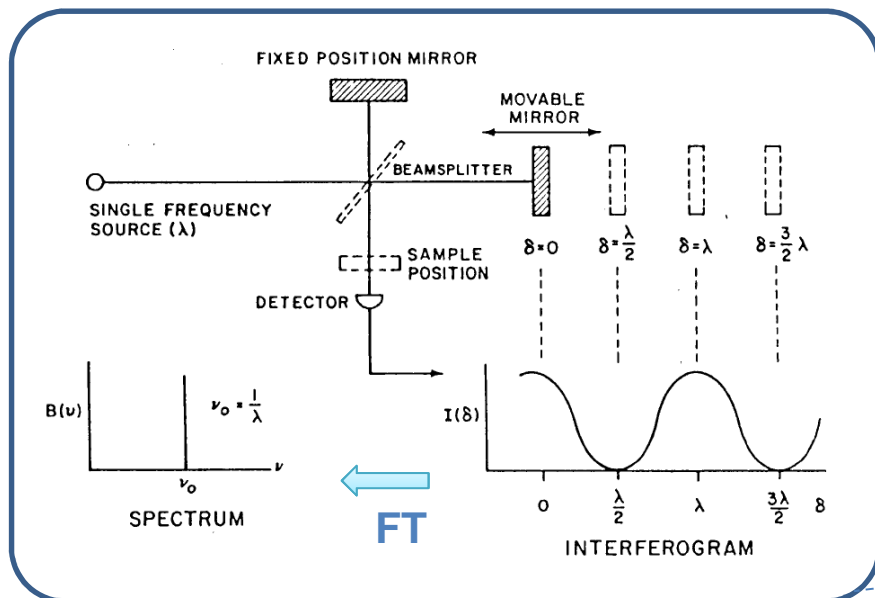 FIXED POSITION MIRROR
MOVABLE
MIRROR
BEAMSPLITTER
SINGLE FREQUENCY
SOURCE (λ)
SAMPLE
POSITION
δ=0
δ=λ/2
δ=λ
δ=3/2 λ
DETECTOR
B(ν)
ν₀ = 1/λ
ν
ν₀
SPECTRUM
FT
I(δ)
0
λ/2
λ
3λ/2
δ
INTERFEROGRAM